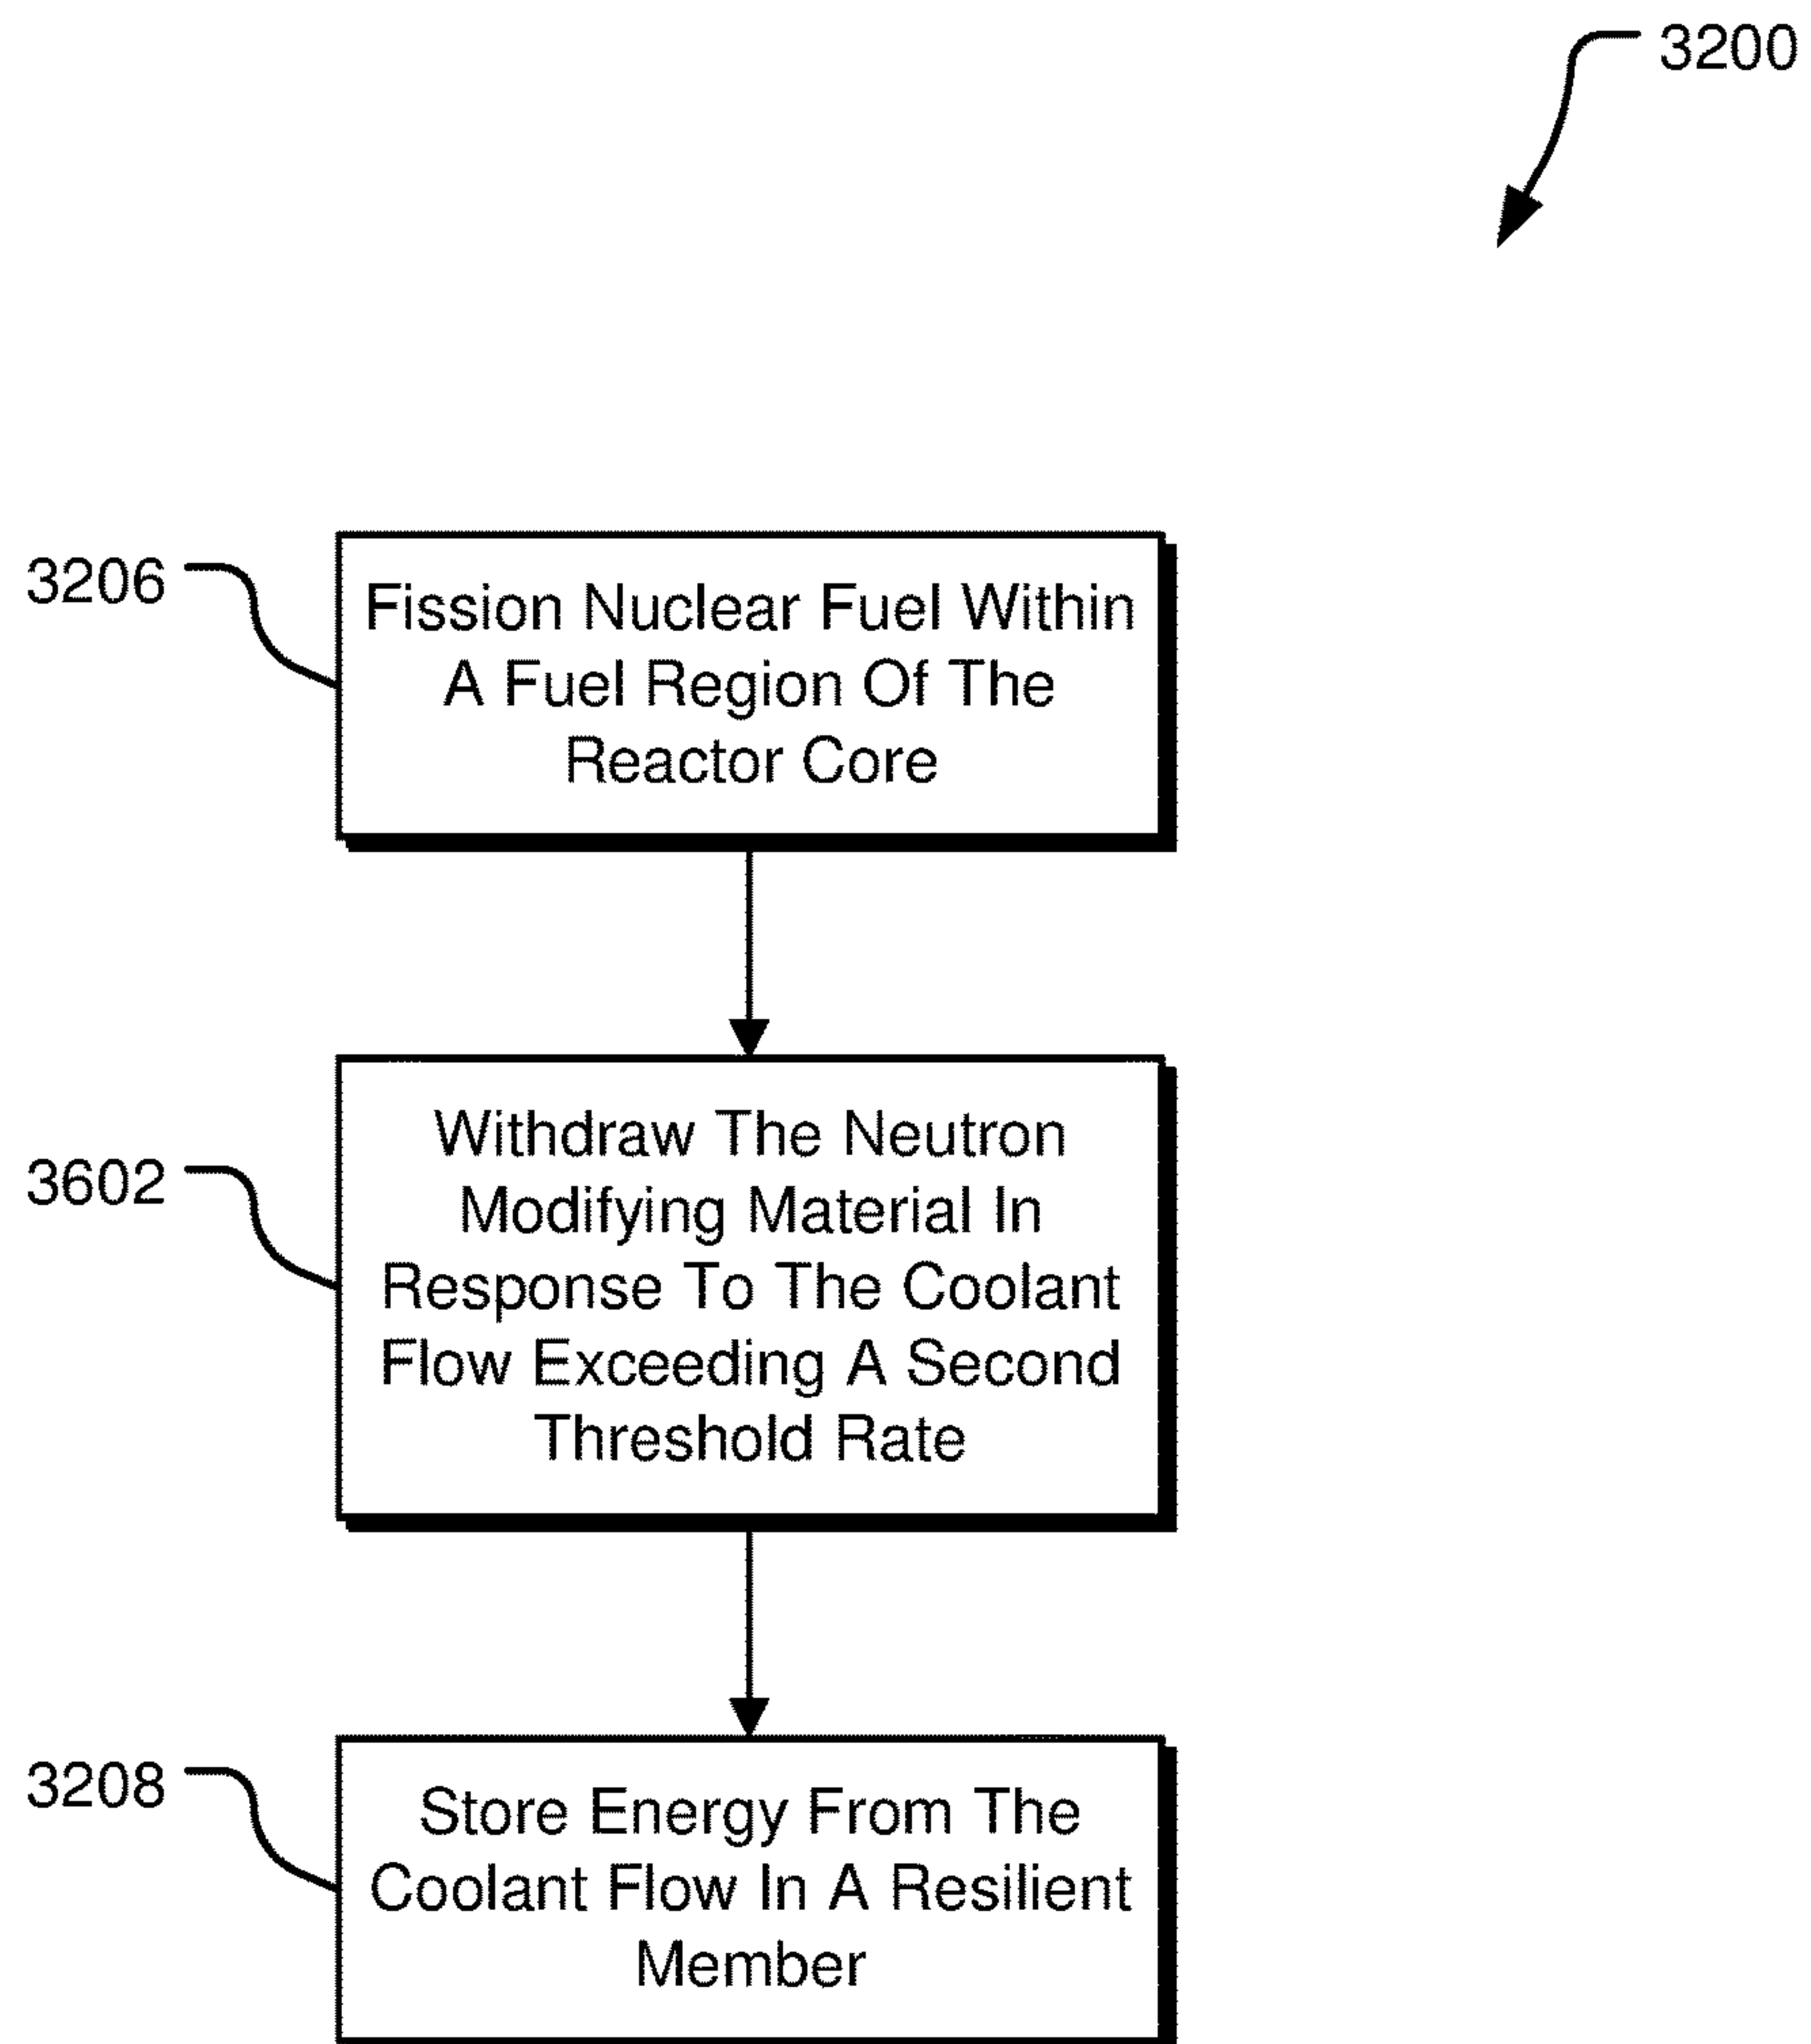 3200
3206
Fission Nuclear Fuel Within
A Fuel Region Of The
Reactor Core
3602
Withdraw The Neutron
Modifying Material In
Response To The Coolant
Flow Exceeding A Second
Threshold Rate
3208
Store Energy From The
Coolant Flow In A Resilient
Member